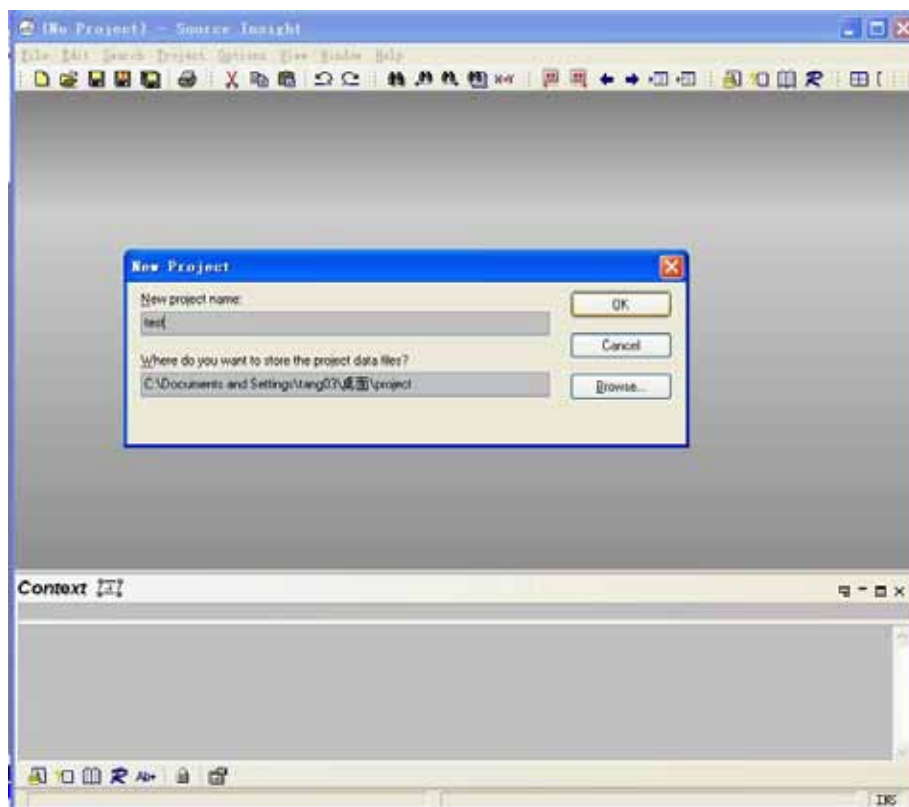 (No Project) - Source Insight
File Edit Search Project Options View Window Help
New Project
New project name:
test
OK
Where do you want to store the project data files?
Cancel
C:\Documents and Settings\tang03\桌面\project
Browse...
Context
Ab+
INS